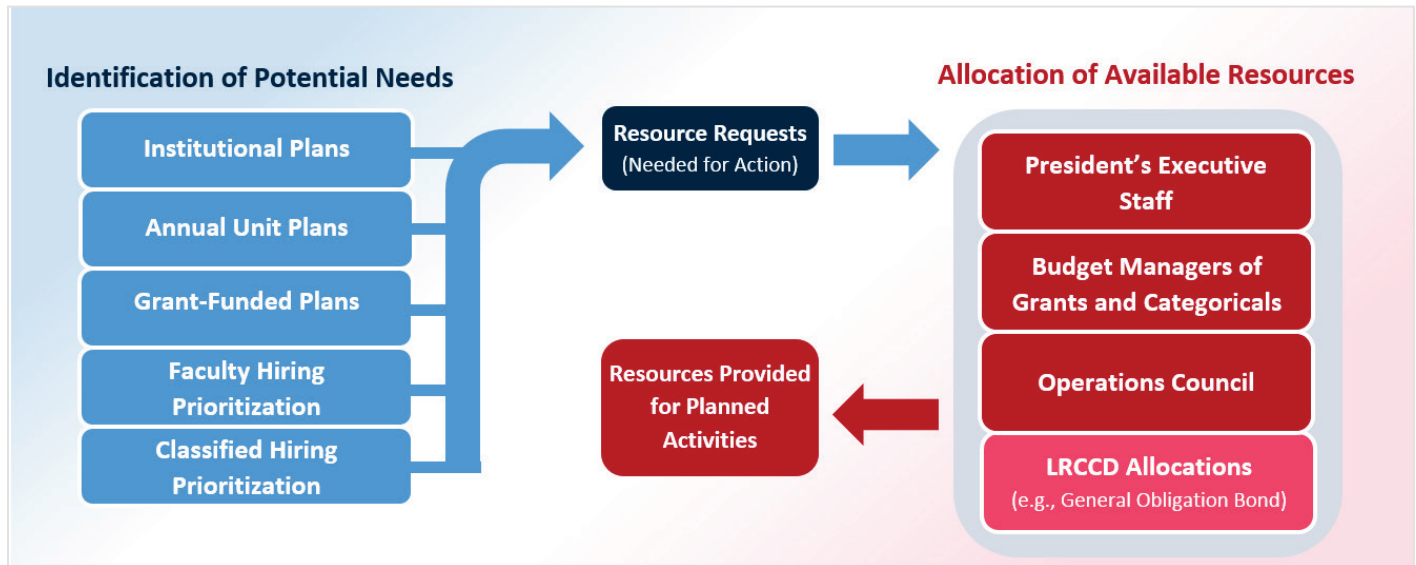 Identification of Potential Needs
Institutional Plans
Annual Unit Plans
Grant-Funded Plans
Faculty Hiring
Prioritization
Classified Hiring
Prioritization
Resource Requests
(Needed for Action)
Allocation of Available Resources
President’s Executive
Staff
Budget Managers of
Grants and Categoricals
Operations Council
LRCCD Allocations
(e.g., General Obligation Bond)
Resources Provided
for Planned
Activities